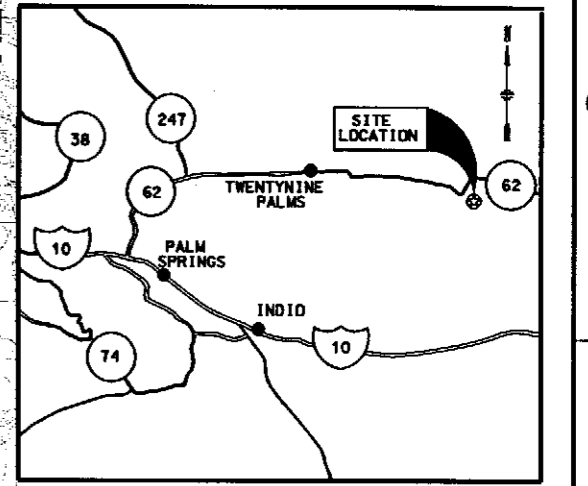 N
38
247
SITE
LOCATION
62
TWENTYNINE
PALMS
62
10
PALM
SPRINGS
INDIO
10
74